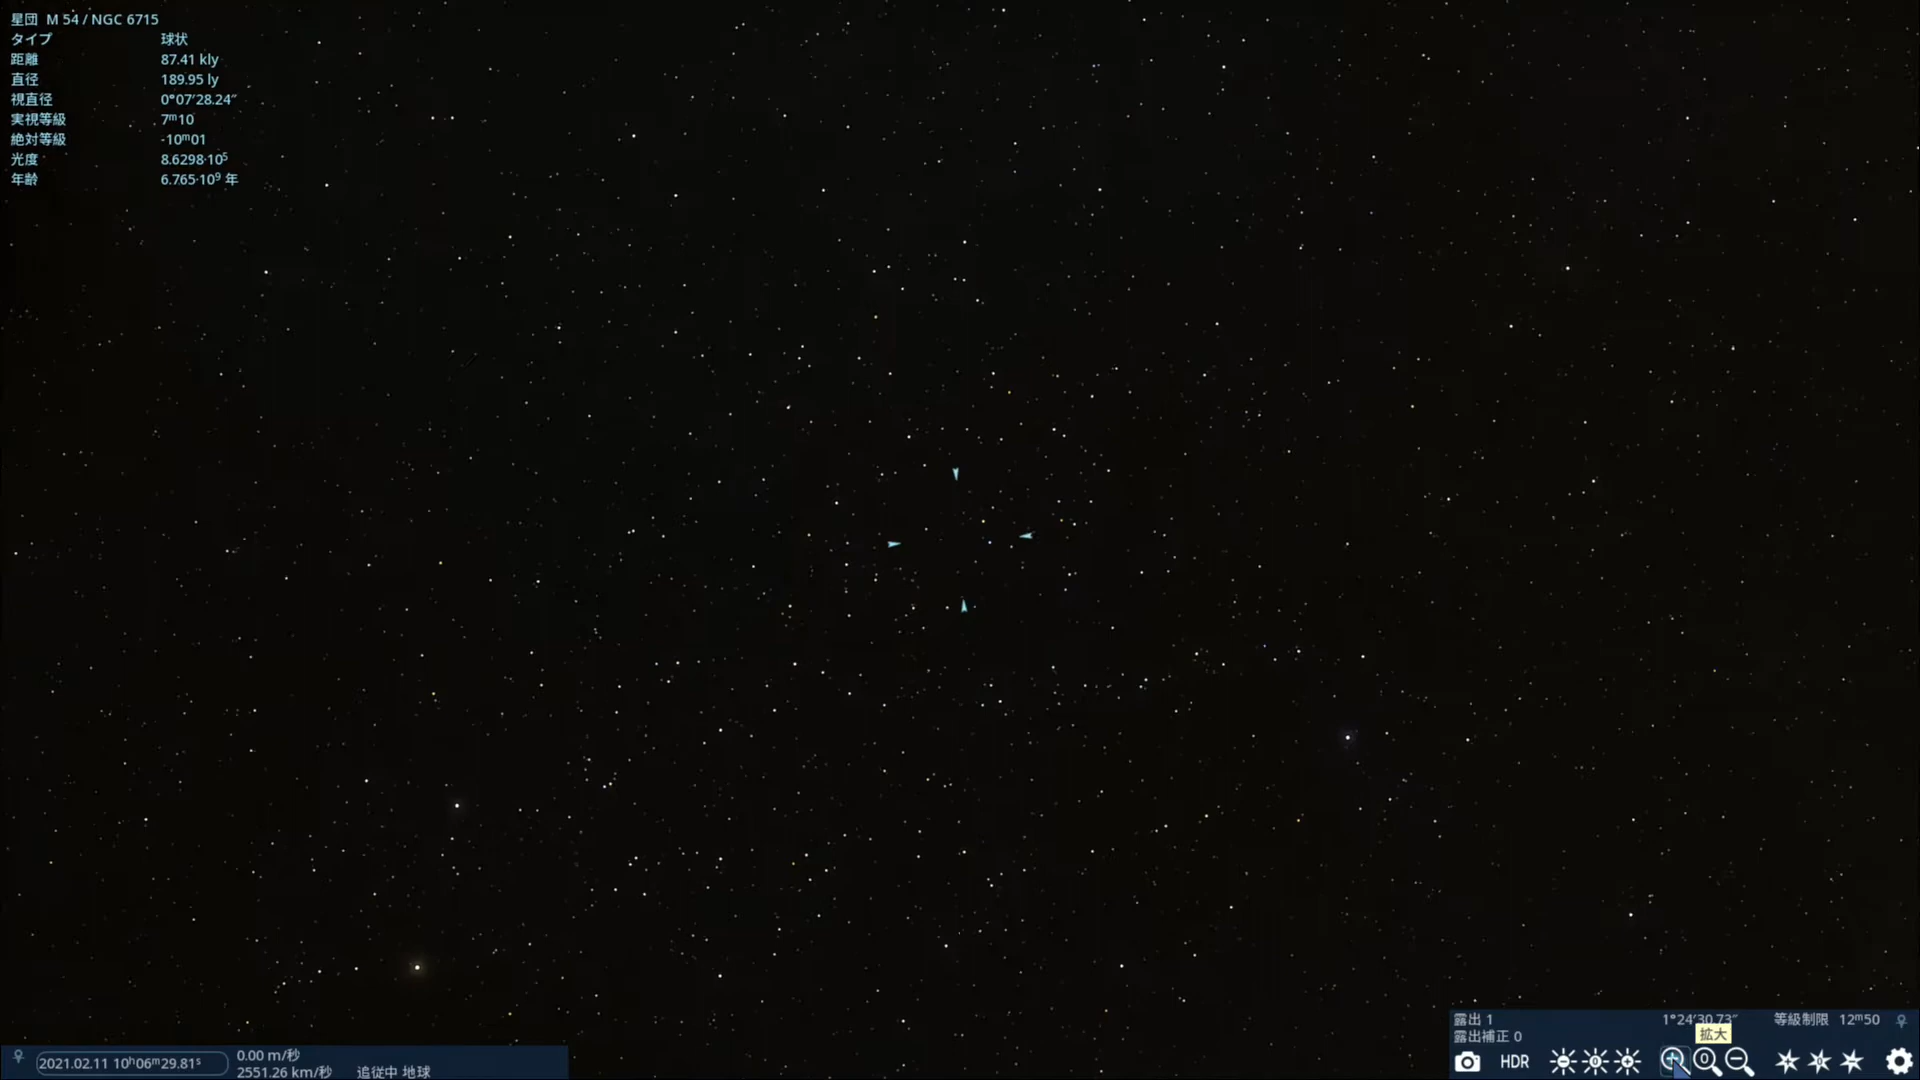 星団 M 54 / NGC 6715
タイプ 球状
距離 87.41 kly
直径 189.95 ly
視直径 0°07′28.24″
実視等級 7ᵐ10
絶対等級 -10ᵐ01
光度 8.6298·10⁵
年齢 6.765·10⁹ 年
露出 1 1°24′30.73″ 等級制限 12ᵐ50
露出補正 0 拡大
HDR
2021.02.11 10ʰ06ᵐ29.81ˢ 0.00 m/秒
2551.26 km/秒 追従中 地球